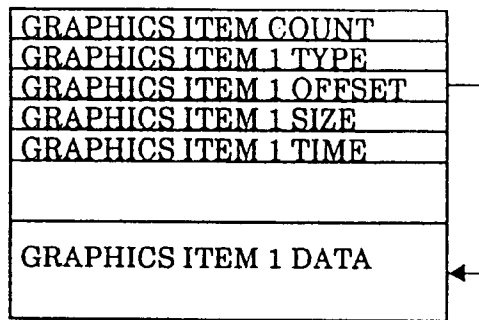 GRAPHICS ITEM COUNT
GRAPHICS ITEM 1 TYPE
GRAPHICS ITEM 1 OFFSET
GRAPHICS ITEM 1 SIZE
GRAPHICS ITEM 1 TIME
GRAPHICS ITEM 1 DATA